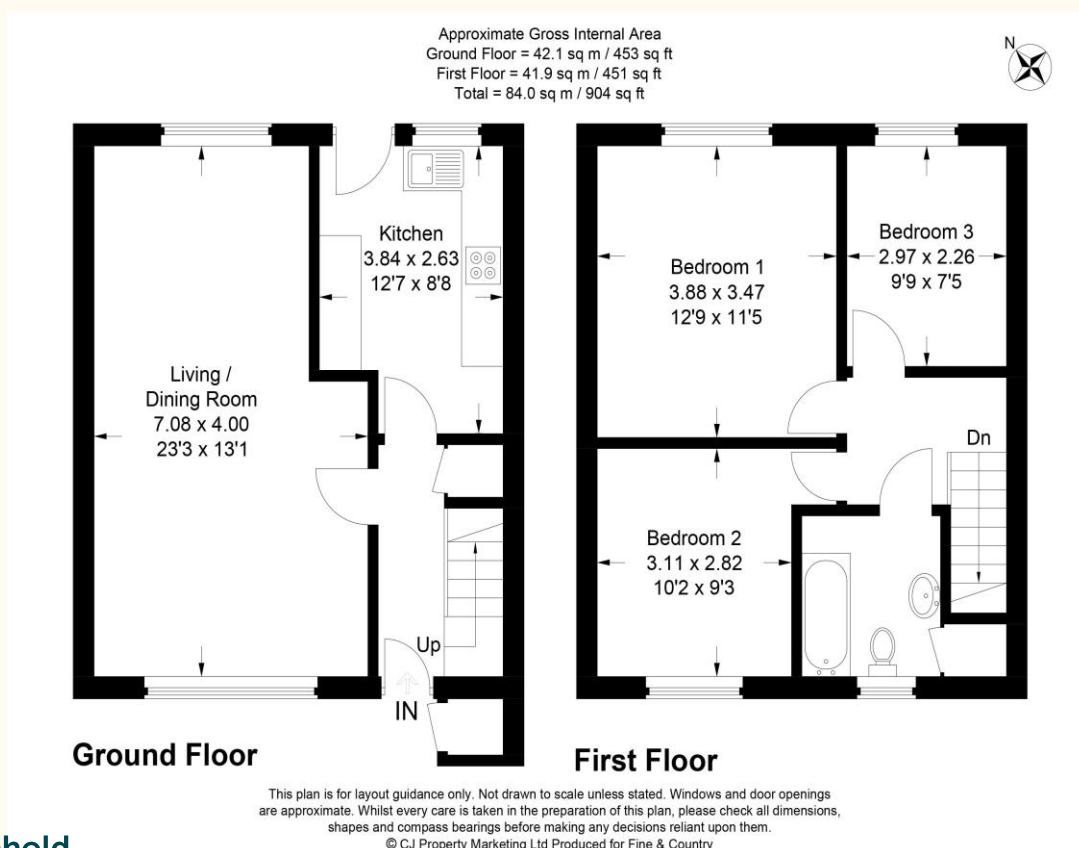 Approximate Gross Internal Area
Ground Floor = 42.1 sq m / 453 sq ft
First Floor = 41.9 sq m / 451 sq ft
Total = 84.0 sq m / 904 sq ft
N
Kitchen
3.84 x 2.63
12'7 x 8'8
Living /
Dining Room
7.08 x 4.00
23'3 x 13'1
Up
IN
Ground Floor
Bedroom 1
3.88 x 3.47
12'9 x 11'5
Bedroom 3
2.97 x 2.26
9'9 x 7'5
Dn
Bedroom 2
3.11 x 2.82
10'2 x 9'3
First Floor
This plan is for layout guidance only. Not drawn to scale unless stated. Windows and door openings
are approximate. Whilst every care is taken in the preparation of this plan, please check all dimensions,
shapes and compass bearings before making any decisions reliant upon them.
© CJ Property Marketing Ltd Produced for Fine & Country